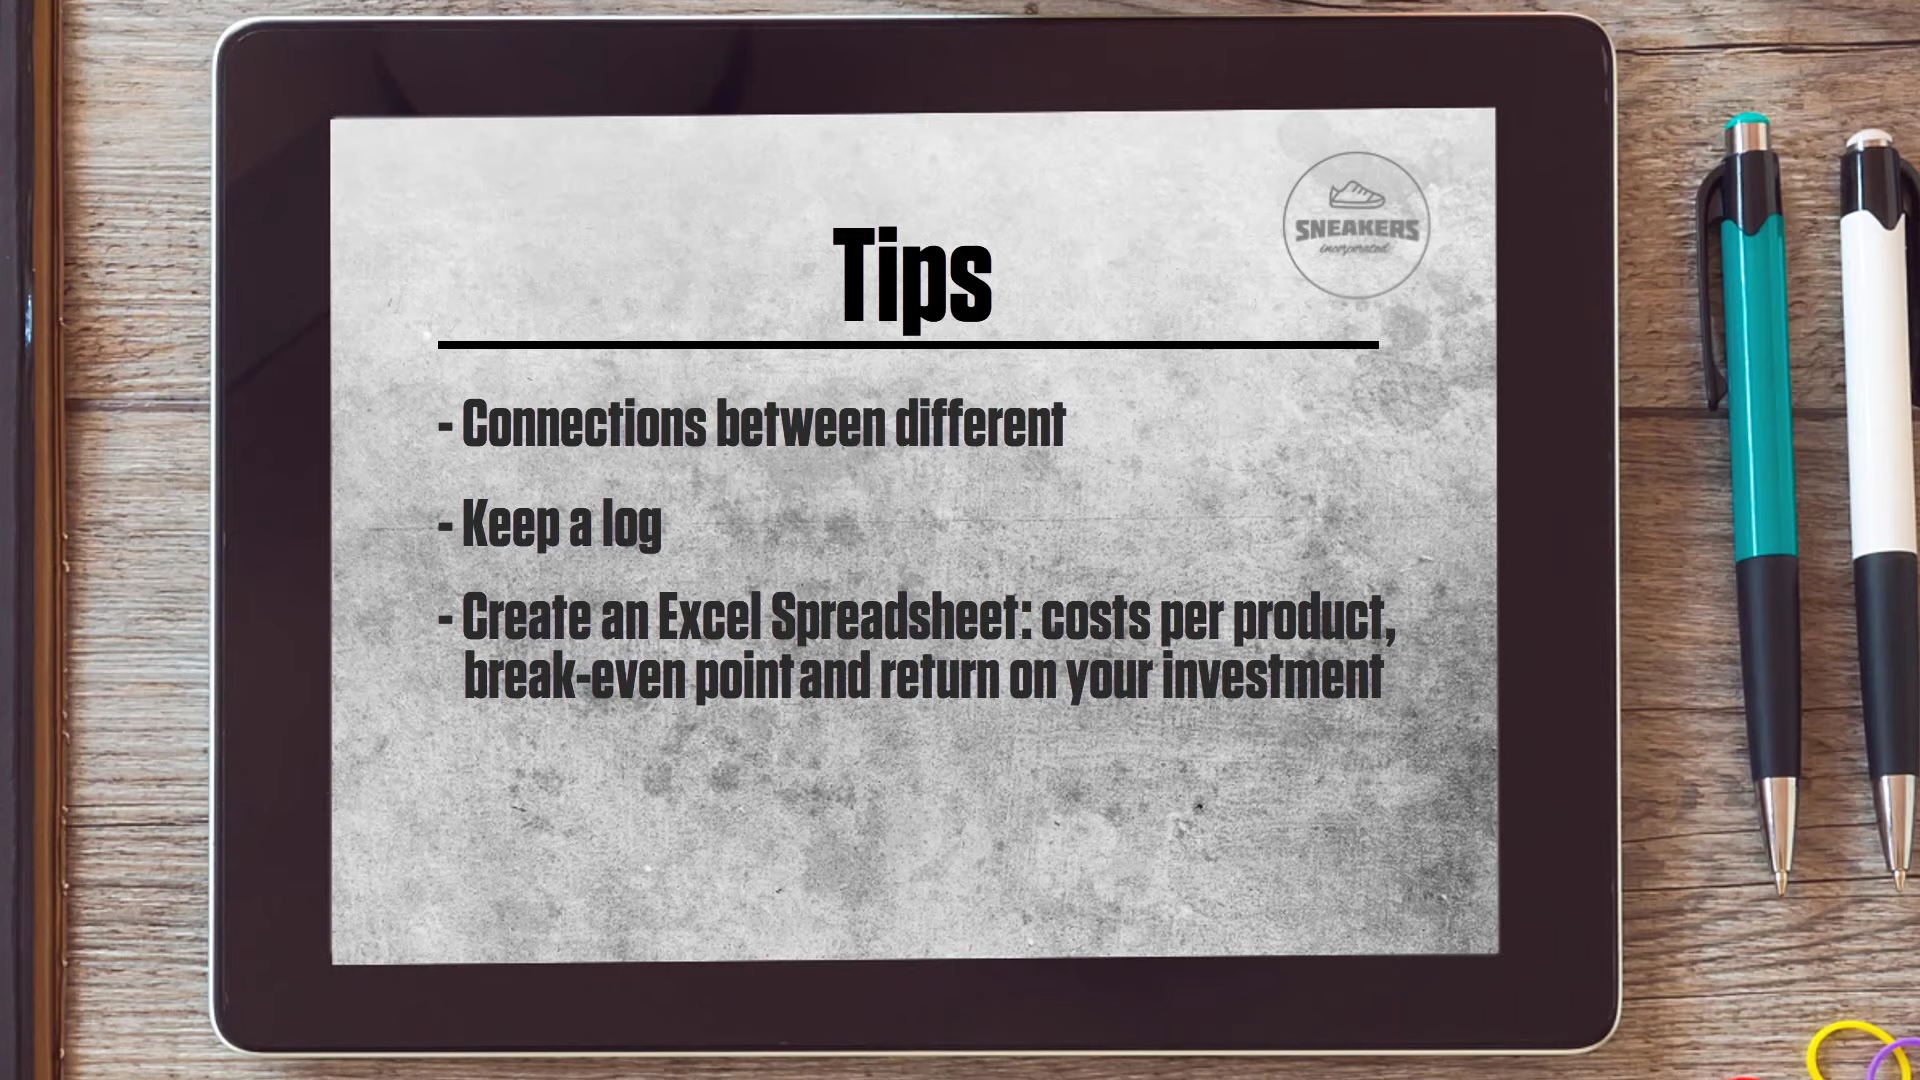 SNEAKERS
incorporated
Tips
- Connections between different
- Keep a log
- Create an Excel Spreadsheet: costs per product,
break-even point and return on your investment